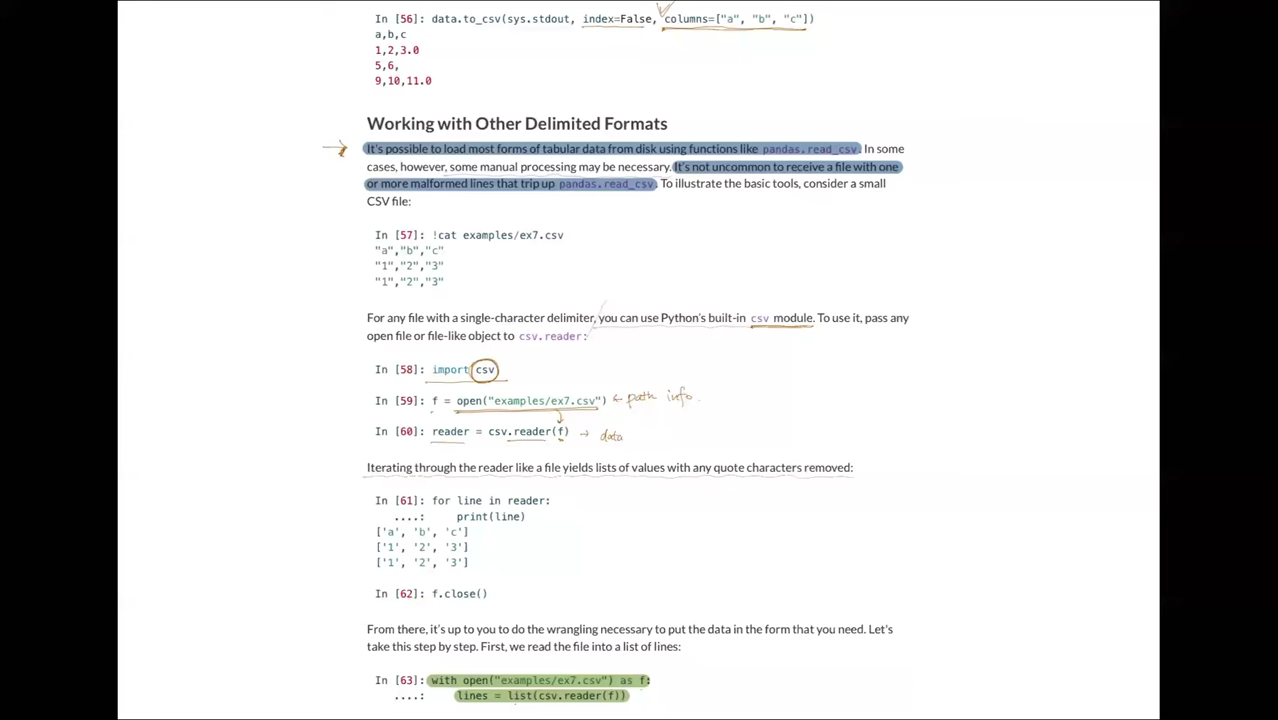 In [56]: data.to_csv(sys.stdout, index=False, columns=["a", "b", "c"])
a,b,c
1,2,3.0
5,6,
9,10,11.0
Working with Other Delimited Formats
It's possible to load most forms of tabular data from disk using functions like pandas.read_csv. In some
cases, however, some manual processing may be necessary. It's not uncommon to receive a file with one
or more malformed lines that trip up pandas.read_csv. To illustrate the basic tools, consider a small
CSV file:
In [57]: !cat examples/ex7.csv
"a","b","c"
"1","2","3"
"1","2","3"
For any file with a single-character delimiter, you can use Python's built-in csv module. To use it, pass any
open file or file-like object to csv.reader:
In [58]: import csv
In [59]: f = open("examples/ex7.csv") ← path info.
In [60]: reader = csv.reader(f) → data
Iterating through the reader like a file yields lists of values with any quote characters removed:
In [61]: for line in reader:
....: print(line)
['a', 'b', 'c']
['1', '2', '3']
['1', '2', '3']
In [62]: f.close()
From there, it's up to you to do the wrangling necessary to put the data in the form that you need. Let's
take this step by step. First, we read the file into a list of lines:
In [63]: with open("examples/ex7.csv") as f:
....: lines = list(csv.reader(f))